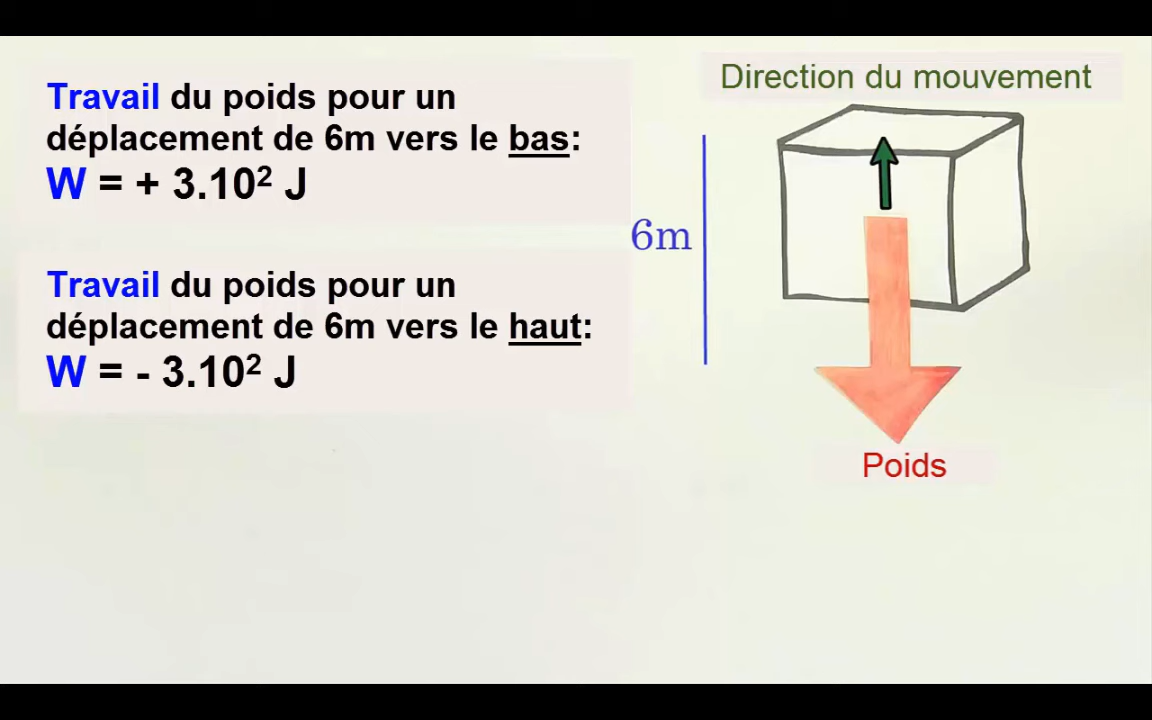 Travail du poids pour un
déplacement de 6m vers le bas:
W = + 3.10² J
Travail du poids pour un
déplacement de 6m vers le haut:
W = - 3.10² J
Direction du mouvement
6m
Poids